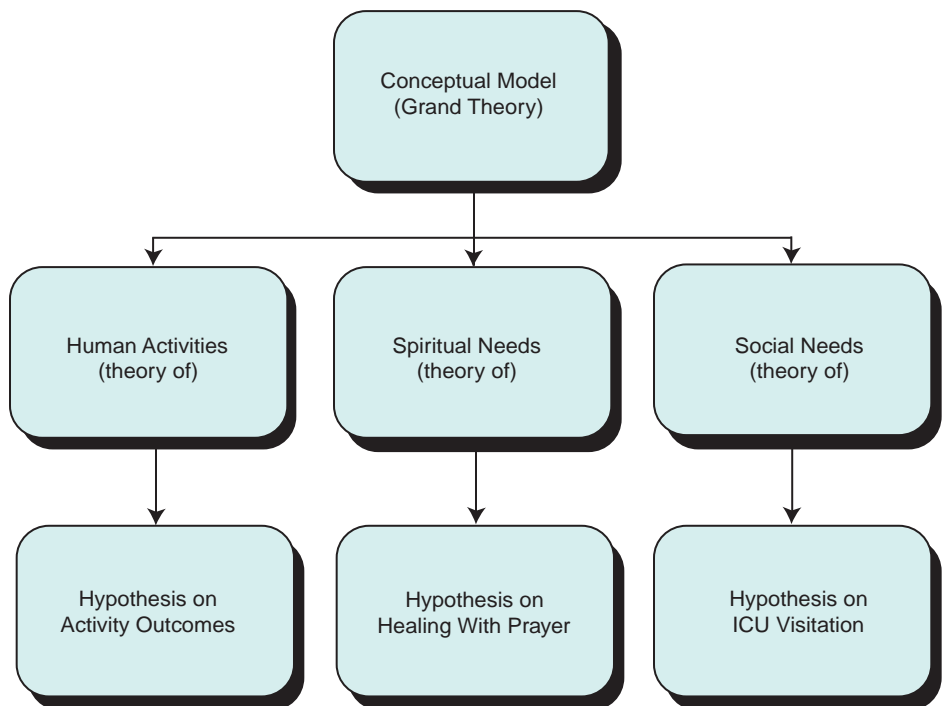 Conceptual Model
(Grand Theory)
Human Activities
(theory of)
Spiritual Needs
(theory of)
Social Needs
(theory of)
Hypothesis on
Activity Outcomes
Hypothesis on
Healing With Prayer
Hypothesis on
ICU Visitation